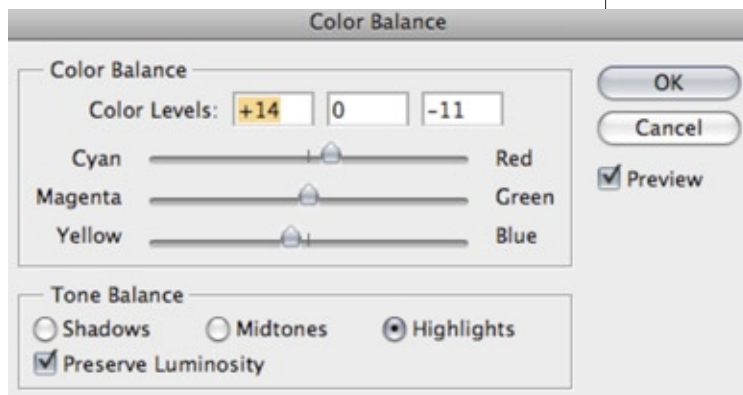 Color Balance
Color Balance
Color Levels: +14 0 -11
Cyan Red
Magenta Green
Yellow Blue
Tone Balance
Shadows Midtones Highlights
Preserve Luminosity
OK
Cancel
Preview